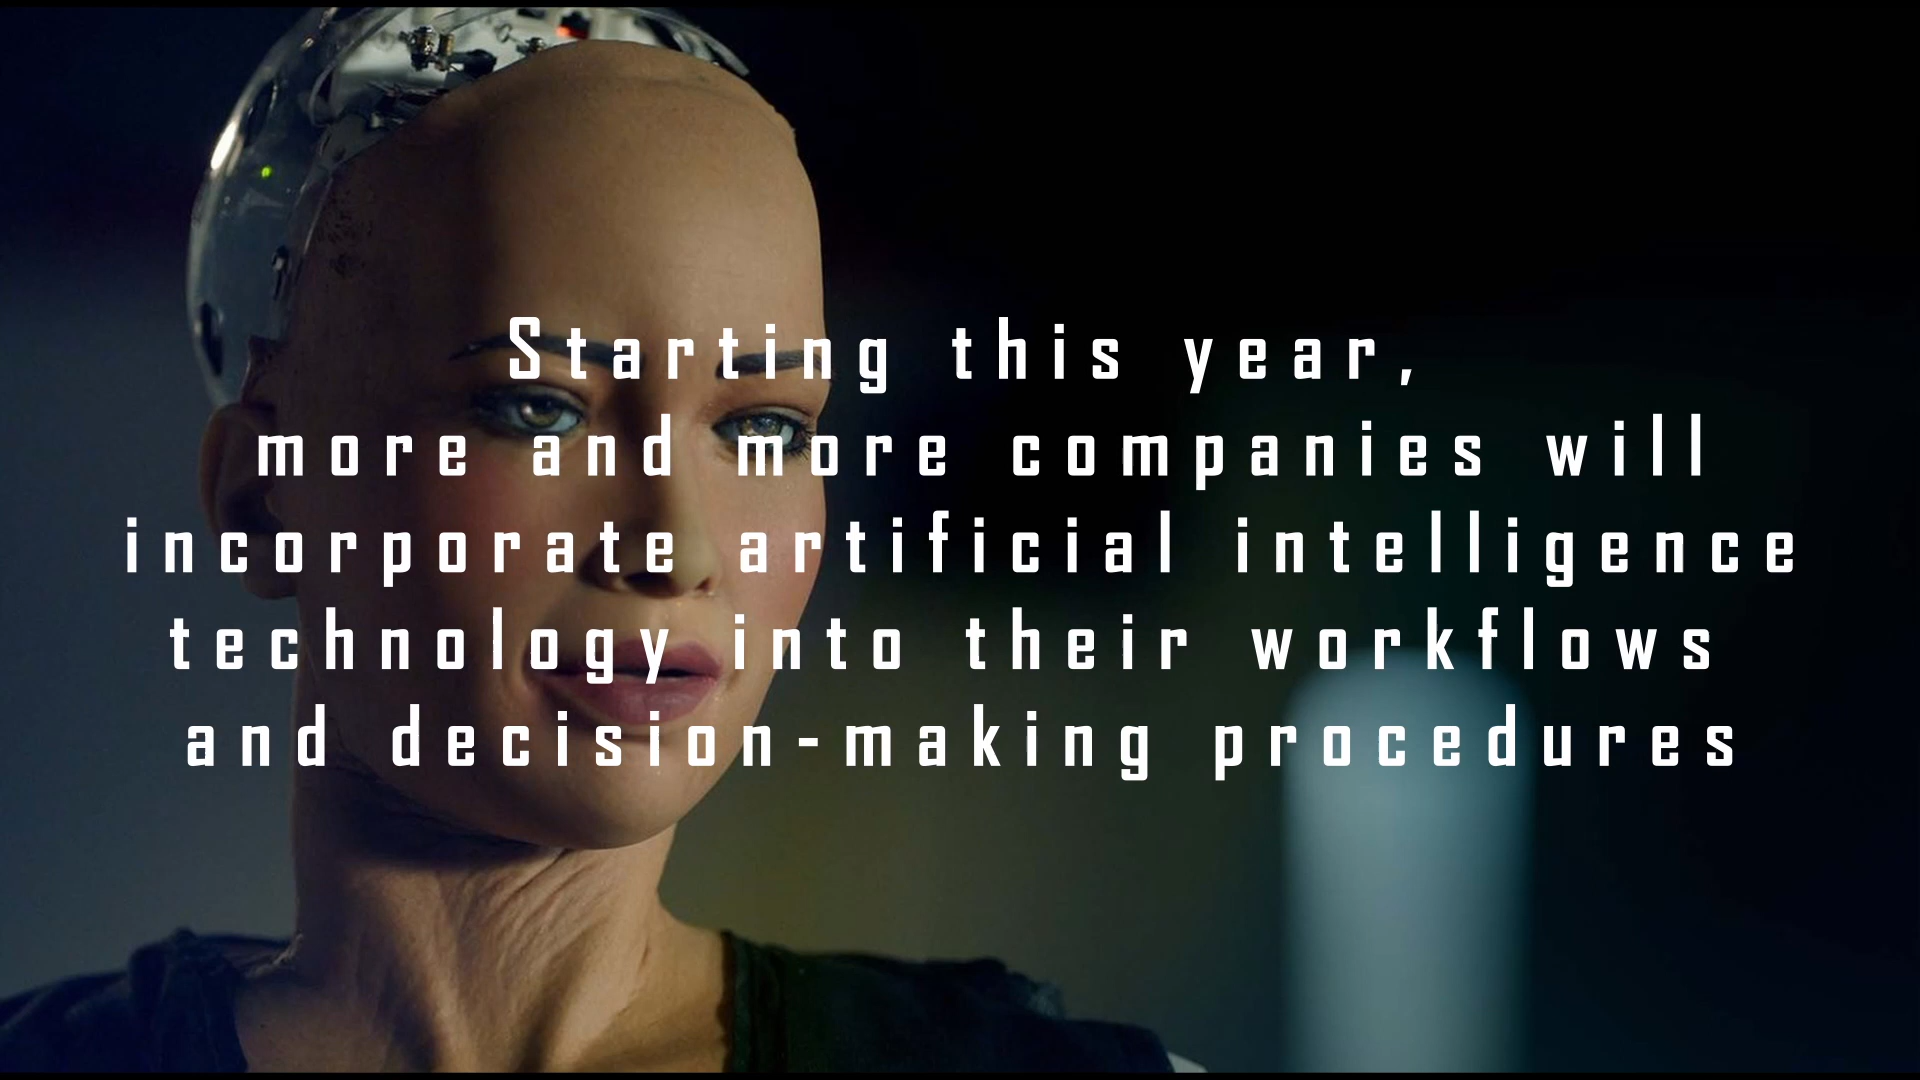 Starting this year,
more and more companies will
incorporate artificial intelligence
technology into their workflows
and decision-making procedures